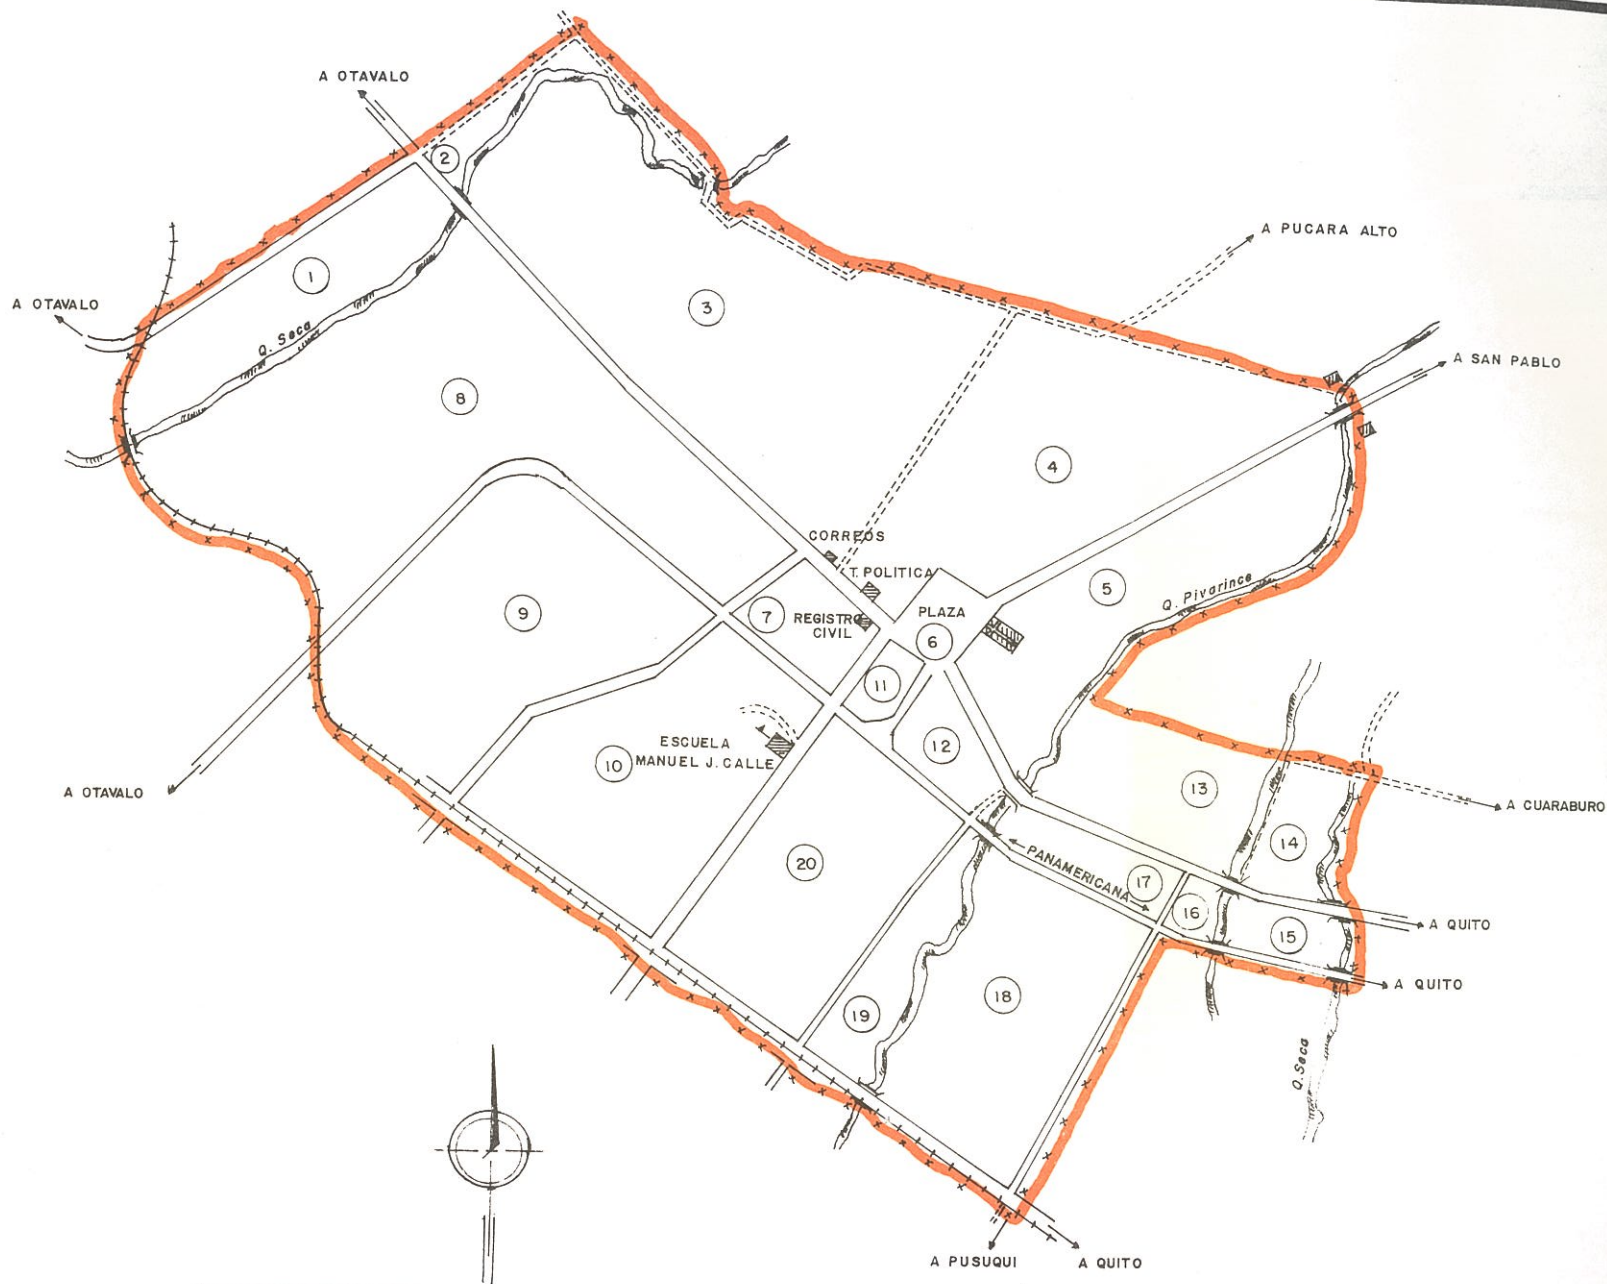 A OTAVALO
2
A PUCARA ALTO
1
A OTAVALO
3
Q. Seca
A SAN PABLO
8
4
CORREOS
T. POLITICA
5
Q. Pivarince
9
7
REGISTRO
CIVIL
PLAZA
6
11
ESCUELA
MANUEL J. CALLE
10
12
13
A OTAVALO
A CUARABURO
14
20
PANAMERICANA
17
16
15
A QUITO
A QUITO
18
19
Q. Seca
A PUSUQUI
A QUITO